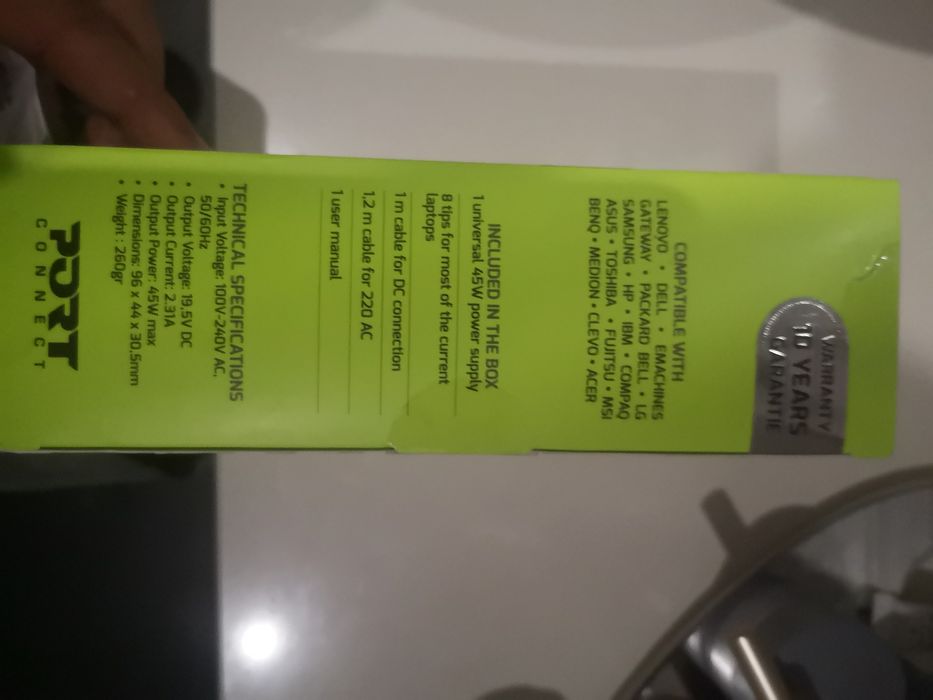 WARRANTY
10 YEARS
GARANTIE
COMPATIBLE WITH
LENOVO • DELL • EMACHINES
GATEWAY • PACKARD BELL • LG
SAMSUNG • HP • IBM • COMPAQ
ASUS • TOSHIBA • FUJITSU • MSI
BENQ • MEDION • CLEVO • ACER
INCLUDED IN THE BOX
1 universal 45W power supply
8 tips for most of the current
laptops
1 m cable for DC connection
1,2 m cable for 220 AC
1 user manual
TECHNICAL SPECIFICATIONS
• Input Voltage: 100V-240V AC,
50/60Hz
• Output Voltage: 19,5V DC
• Output Current: 2.31A
• Output Power: 45W max
• Dimensions: 96 x 44 x 30.5mm
• Weight : 260gr
PORT
CONNECT